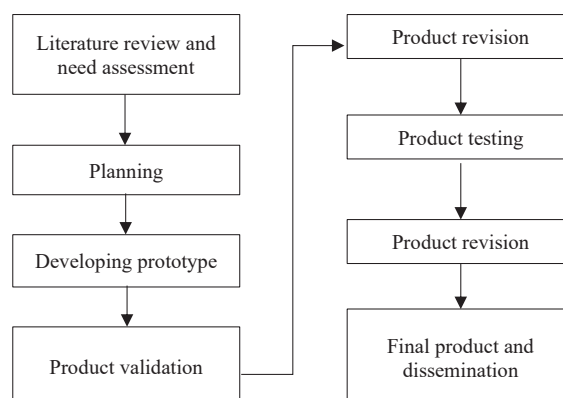 Literature review and
need assessment
Planning
Developing prototype
Product validation
Product revision
Product testing
Product revision
Final product and
dissemination